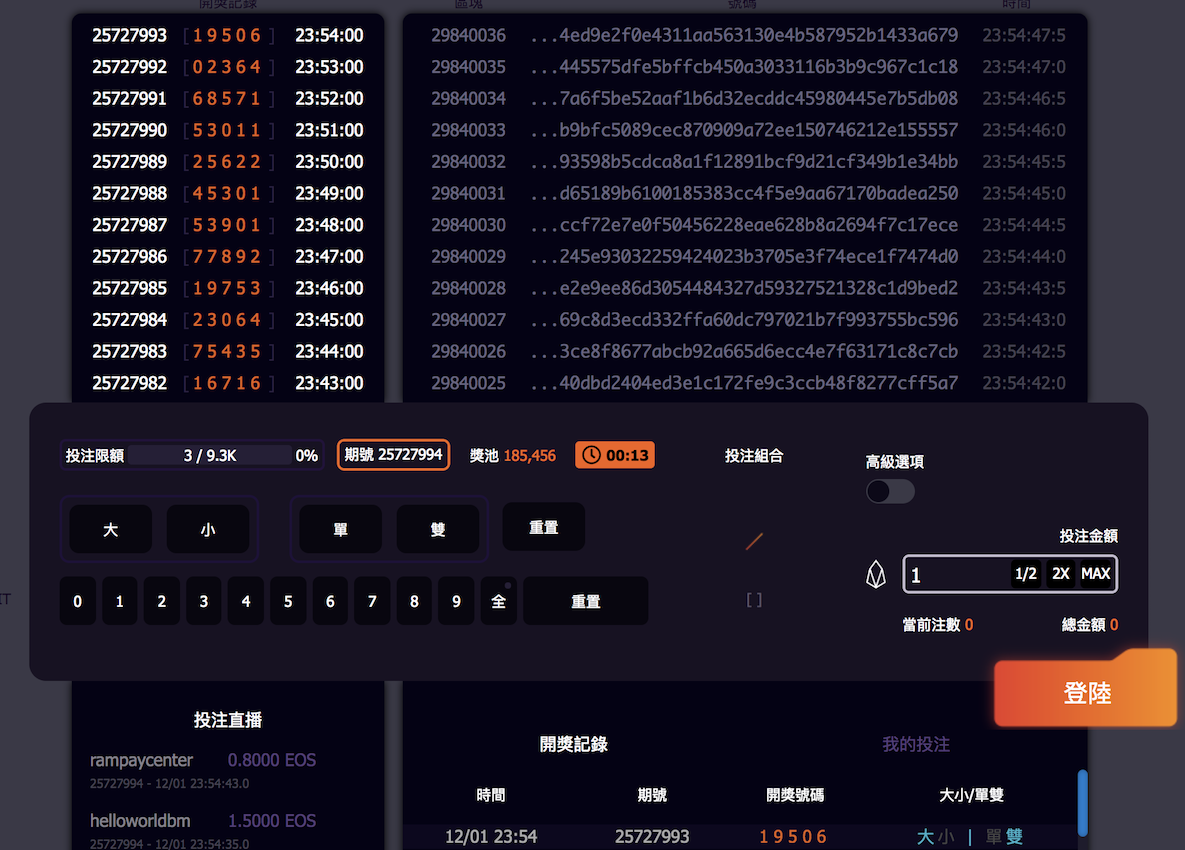 開獎記錄 區塊 號碼 時間
25727993 [ 1 9 5 0 6 ] 23:54:00 29840036 ...4ed9e2f0e4311aa563130e4b587952b1433a679 23:54:47:5
25727992 [ 0 2 3 6 4 ] 23:53:00 29840035 ...445575dfe5bffcb450a3033116b3b9c967c1c18 23:54:47:0
25727991 [ 6 8 5 7 1 ] 23:52:00 29840034 ...7a6f5be52aaf1b6d32ecddc45980445e7b5db08 23:54:46:5
25727990 [ 5 3 0 1 1 ] 23:51:00 29840033 ...b9bfc5089cec870909a72ee150746212e155557 23:54:46:0
25727989 [ 2 5 6 2 2 ] 23:50:00 29840032 ...93598b5cdca8a1f12891bcf9d21cf349b1e34bb 23:54:45:5
25727988 [ 4 5 3 0 1 ] 23:49:00 29840031 ...d65189b6100185383cc4f5e9aa67170badea250 23:54:45:0
25727987 [ 5 3 9 0 1 ] 23:48:00 29840030 ...ccf72e7e0f50456228eae628b8a2694f7c17ece 23:54:44:5
25727986 [ 7 7 8 9 2 ] 23:47:00 29840029 ...245e93032259424023b3705e3f74ece1f7474d0 23:54:44:0
25727985 [ 1 9 7 5 3 ] 23:46:00 29840028 ...e2e9ee86d3054484327d59327521328c1d9bed2 23:54:43:5
25727984 [ 2 3 0 6 4 ] 23:45:00 29840027 ...69c8d3ecd332ffa60dc797021b7f993755bc596 23:54:43:0
25727983 [ 7 5 4 3 5 ] 23:44:00 29840026 ...3ce8f8677abcb92a665d6ecc4e7f63171c8c7cb 23:54:42:5
25727982 [ 1 6 7 1 6 ] 23:43:00 29840025 ...40dbd2404ed3e1c172fe9c3ccb48f8277cff5a7 23:54:42:0
投注限額 3 / 9.3K 0% 期號 25727994 獎池 185,456 00:13 投注組合
高級選項
大 小 單 雙 重置
投注金額
/
1 1/2 2X MAX
0 1 2 3 4 5 6 7 8 9 全 重置 [ ]
當前注數 0 總金額 0
登陸
投注直播
開獎記錄 我的投注
rampaycenter 0.8000 EOS
25727994 - 12/01 23:54:43.0
時間 期號 開獎號碼 大小/單雙
helloworldbm 1.5000 EOS
25727994 - 12/01 23:54:35.0
12/01 23:54 25727993 1 9 5 0 6 大 小 | 單 雙